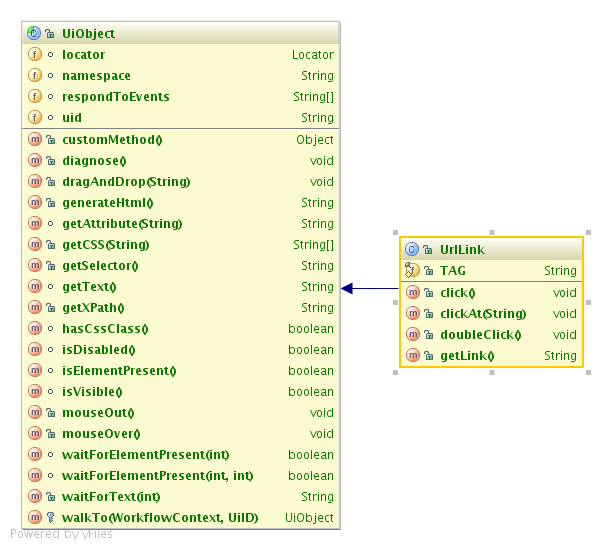 UiObject
locator Locator
namespace String
respondToEvents String[]
uid String
customMethod() Object
diagnose() void
dragAndDrop(String) void
generateHtml() String
getAttribute(String) String
getCSS(String) String[]
getSelector() String
getText() String
getXPath() String
hasCssClass() boolean
isDisabled() boolean
isElementPresent() boolean
isVisible() boolean
mouseOut() void
mouseOver() void
waitForElementPresent(int) boolean
waitForElementPresent(int, int) boolean
waitForText(int) String
walkTo(WorkflowContext, UiID) UiObject
UrlLink
TAG String
click() void
clickAt(String) void
doubleClick() void
getLink() String
Powered by yFiles